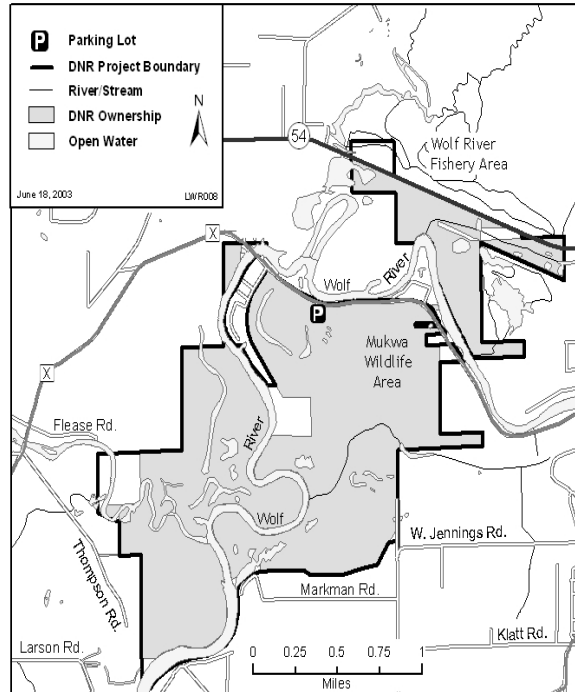 P Parking Lot
DNR Project Boundary
River/Stream
DNR Ownership
Open Water
N
June 18, 2003
LWR008
54
Wolf River
Fishery Area
X
Wolf
River
P
Mukwa
Wildlife
Area
X
Flease Rd.
River
Wolf
Thompson Rd.
W. Jennings Rd.
Markman Rd.
Larson Rd.
Klatt Rd.
0 0.25 0.5 0.75 1
Miles